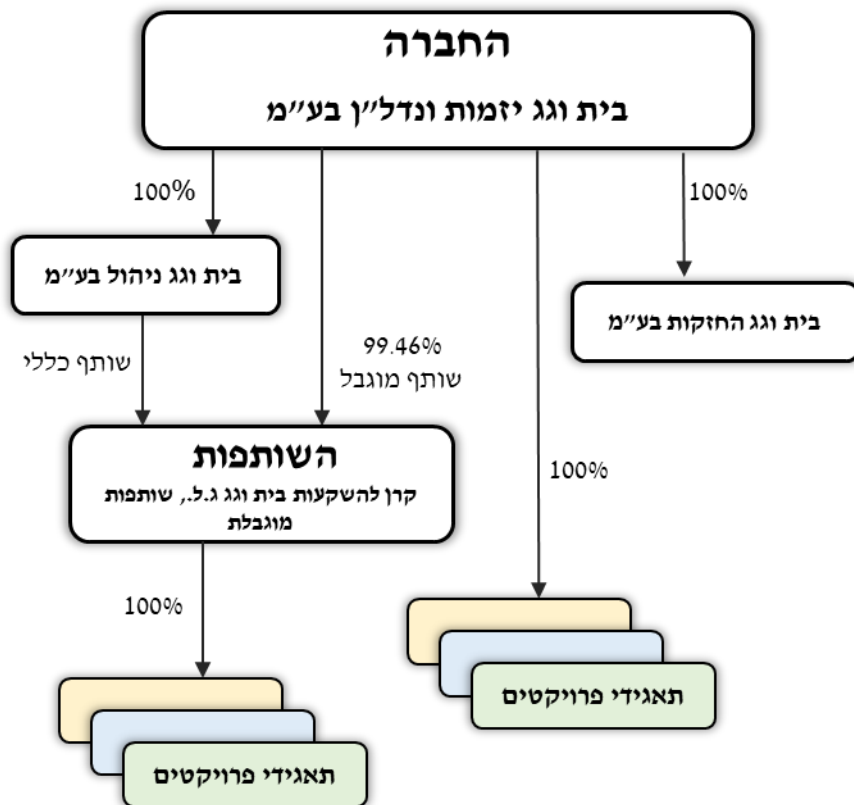 החברה
בית וגג יזמות ונדל״ן בע״מ
100%
100%
בית וגג ניהול בע״מ
בית וגג החזקות בע״מ
99.46%
שותף מוגבל
שותף כללי
השותפות
קרן להשקעות בית וגג ג.ל., שותפות
מוגבלת
100%
100%
תאגידי פרויקטים
תאגידי פרויקטים